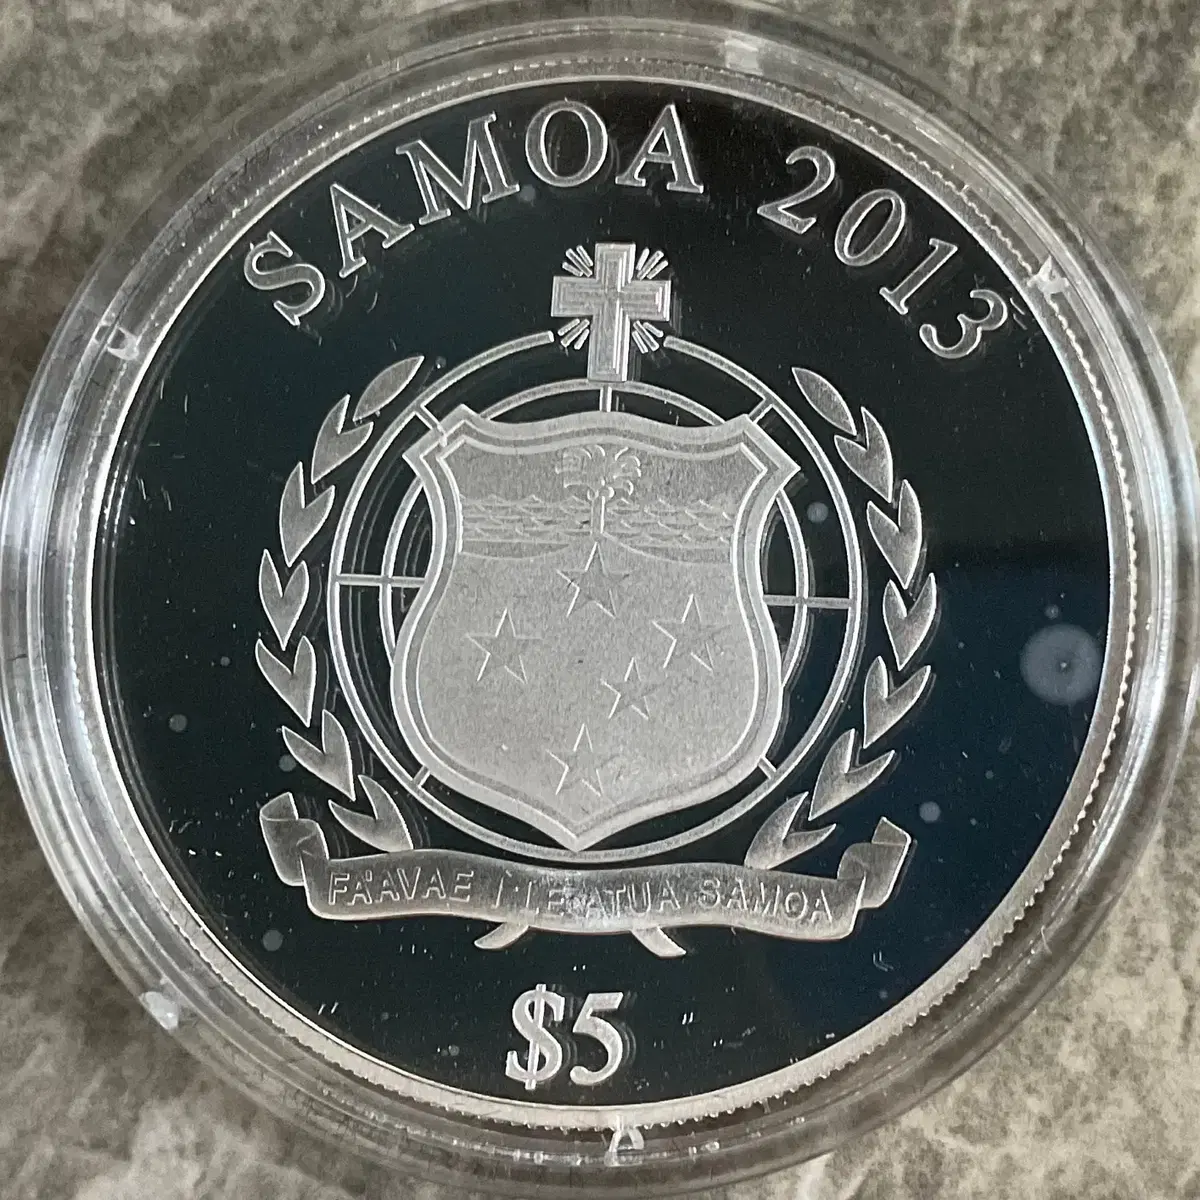 SAMOA 2013
FA'AVAE I LE ATUA SAMOA
$5